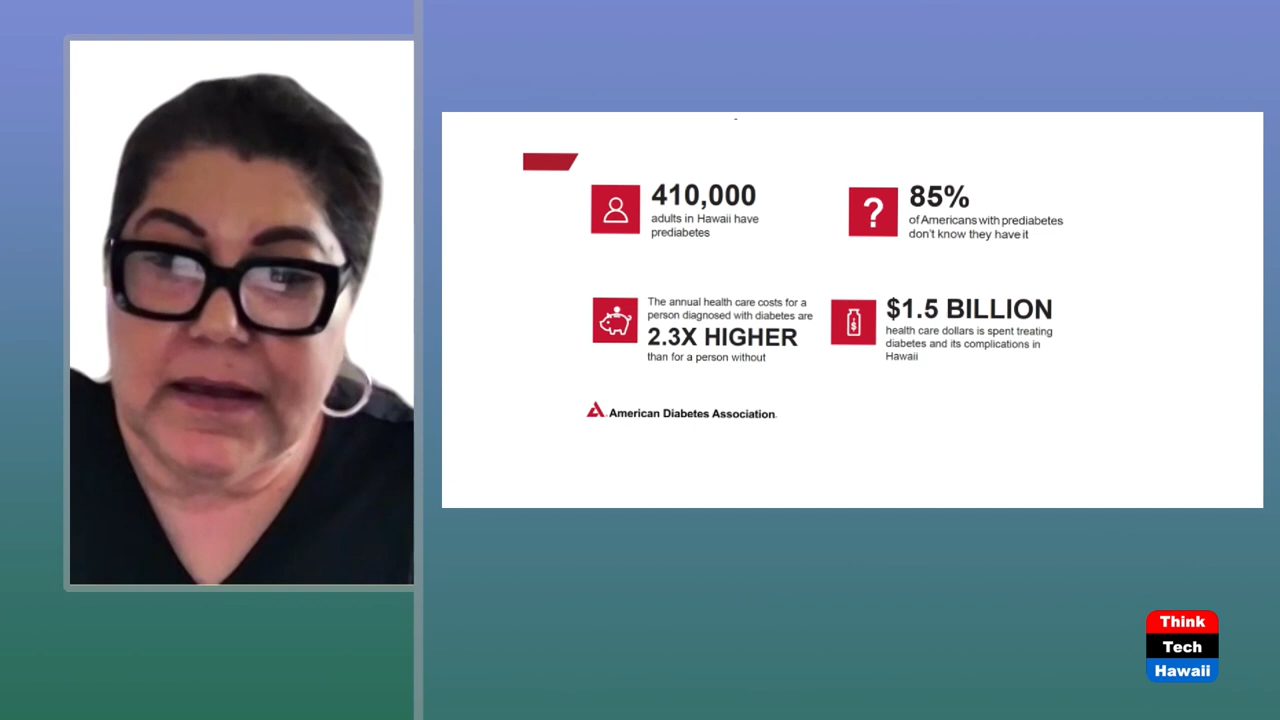 410,000
adults in Hawaii have
prediabetes
?
85%
of Americans with prediabetes
don't know they have it
The annual health care costs for a
person diagnosed with diabetes are
2.3X HIGHER
than for a person without
$
$1.5 BILLION
health care dollars is spent treating
diabetes and its complications in
Hawaii
American Diabetes Association.
Think
Tech
Hawaii